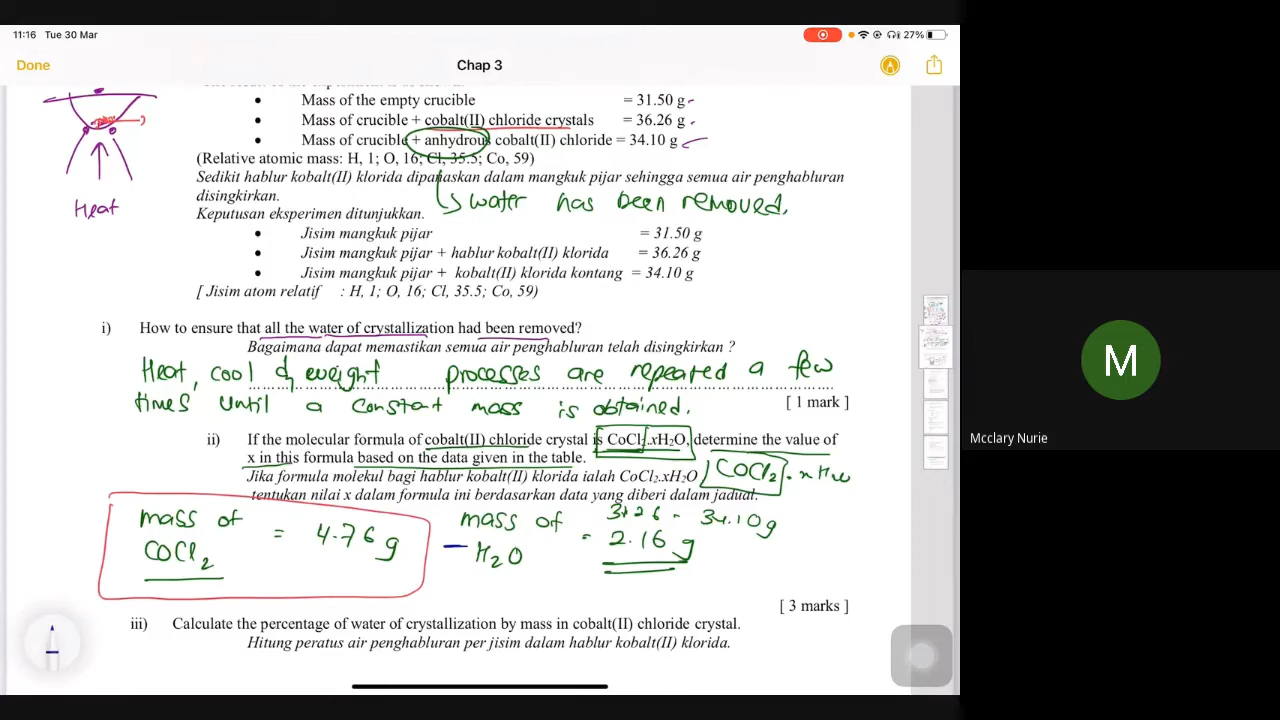 11:16 Tue 30 Mar
27%
Done
Chap 3
• Mass of the empty crucible = 31.50 g
• Mass of crucible + cobalt(II) chloride crystals = 36.26 g
• Mass of crucible + anhydrous cobalt(II) chloride = 34.10 g
(Relative atomic mass: H, 1; O, 16; Cl, 35.5; Co, 59)
Sedikit hablur kobalt(II) klorida dipanaskan dalam mangkuk pijar sehingga semua air penghabluran
disingkirkan.
water has been removed.
Heat
Keputusan eksperimen ditunjukkan.
• Jisim mangkuk pijar = 31.50 g
• Jisim mangkuk pijar + hablur kobalt(II) klorida = 36.26 g
• Jisim mangkuk pijar + kobalt(II) klorida kontang = 34.10 g
[ Jisim atom relatif : H, 1; O, 16; Cl, 35.5; Co, 59)
i) How to ensure that all the water of crystallization had been removed?
Bagaimana dapat memastikan semua air penghabluran telah disingkirkan ?
Heat, cool & weight processes are repeated a few
times until a constant mass is obtained.
[ 1 mark ]
ii) If the molecular formula of cobalt(II) chloride crystal is CoCl₂.xH₂O, determine the value of
x in this formula based on the data given in the table.
Jika formula molekul bagi hablur kobalt(II) klorida ialah CoCl₂.xH₂O
COCl₂ . x H₂O
tentukan nilai x dalam formula ini berdasarkan data yang diberi dalam jadual.
mass of COCl₂ = 4.76 g
mass of H₂O = 34.10g
2.16 g
[ 3 marks ]
iii) Calculate the percentage of water of crystallization by mass in cobalt(II) chloride crystal.
Hitung peratus air penghabluran per jisim dalam hablur kobalt(II) klorida.
M
Mcclary Nurie